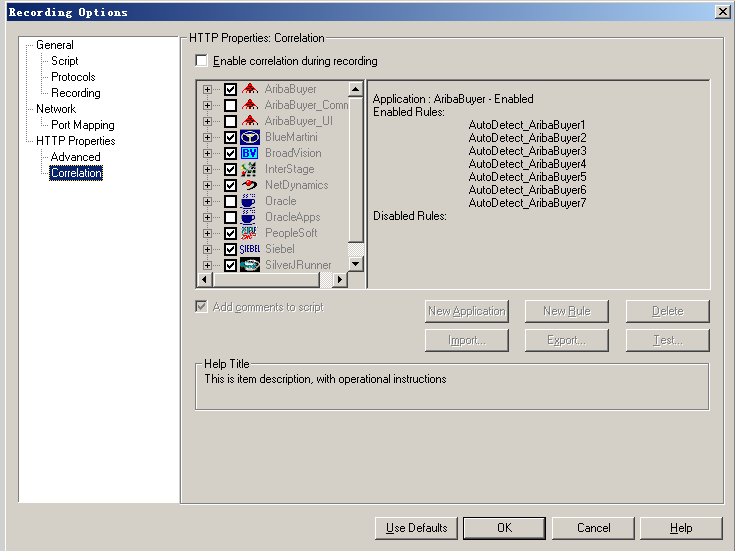 Recording Options
General
Script
Protocols
Recording
Network
Port Mapping
HTTP Properties
Advanced
Correlation
HTTP Properties: Correlation
Enable correlation during recording
AribaBuyer
AribaBuyer_Comm
AribaBuyer_UI
BlueMartini
BV BroadVision
InterStage
NetDynamics
Oracle
OracleApps
PeopleSoft
SIEBEL Siebel
SilverJRunner
Application : AribaBuyer - Enabled
Enabled Rules:
AutoDetect_AribaBuyer1
AutoDetect_AribaBuyer2
AutoDetect_AribaBuyer3
AutoDetect_AribaBuyer4
AutoDetect_AribaBuyer5
AutoDetect_AribaBuyer6
AutoDetect_AribaBuyer7
Disabled Rules:
Add comments to script
New Application New Rule Delete
Import... Export... Test...
Help Title
This is item description, with operational instructions
Use Defaults OK Cancel Help